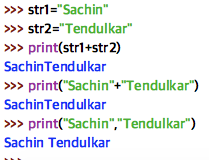 >>> str1="Sachin"
>>> str2="Tendulkar"
>>> print(str1+str2)
SachinTendulkar
>>> print("Sachin"+"Tendulkar")
SachinTendulkar
>>> print("Sachin","Tendulkar")
Sachin Tendulkar
>>>